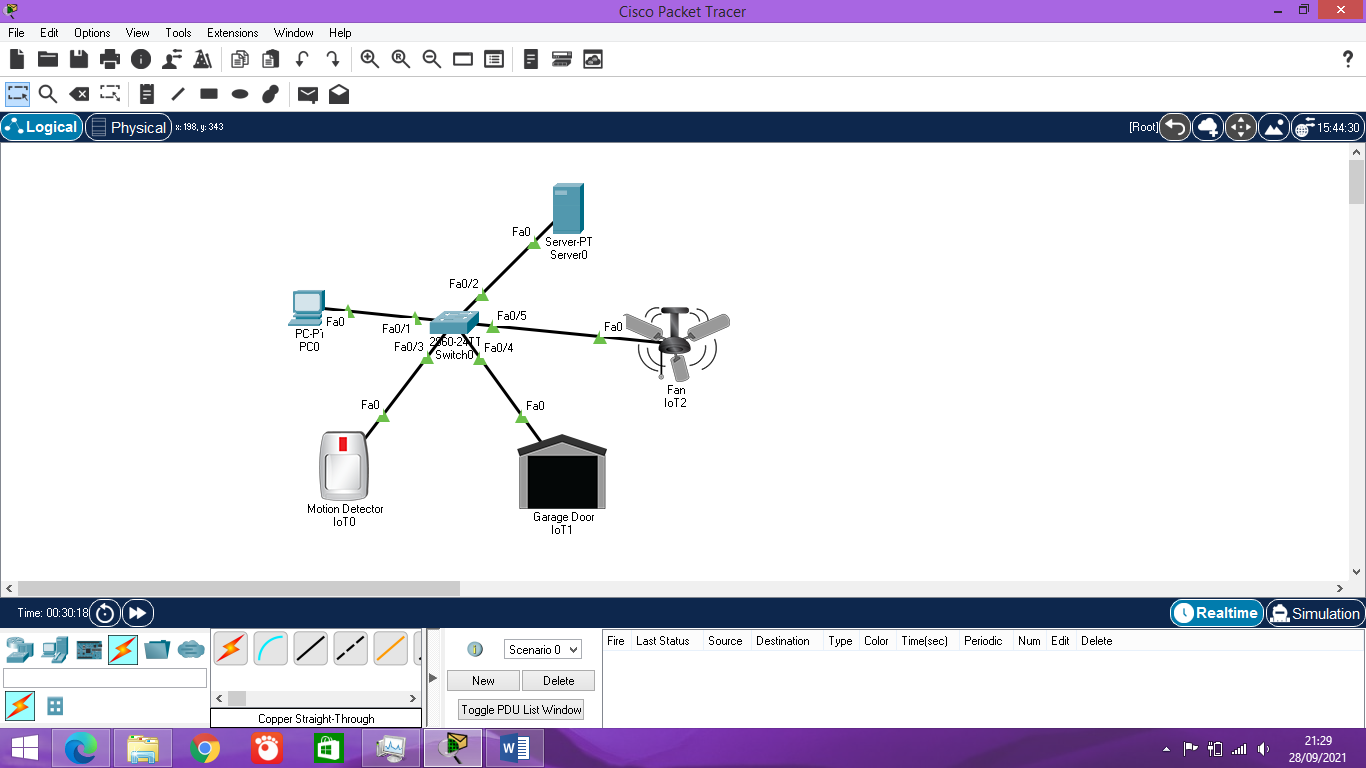 Cisco Packet Tracer
File Edit Options View Tools Extensions Window Help
Logical Physical x: 198, y: 343 [Root] 15:44:30
Fa0
Server-PT
Server0
Fa0/2
Fa0
PC-PT
PC0
Fa0/1
Fa0/5
Fa0
2960-24TT
Switch0
Fa0/3
Fa0/4
Fan
IoT2
Fa0
Fa0
Motion Detector
IoT0
Garage Door
IoT1
Time: 00:30:18 Realtime Simulation
Scenario 0
New Delete
Toggle PDU List Window
Fire Last Status Source Destination Type Color Time(sec) Periodic Num Edit Delete
Copper Straight-Through
21:29
28/09/2021